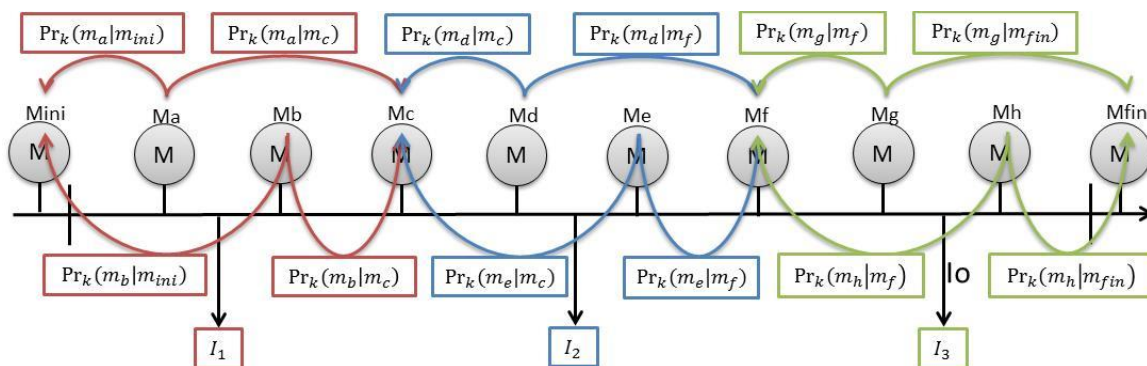 Pr_k(m_a|m_ini) Pr_k(m_a|m_c) Pr_k(m_d|m_c) Pr_k(m_d|m_f) Pr_k(m_g|m_f) Pr_k(m_g|m_fin)
Mini Ma Mb Mc Md Me Mf Mg Mh Mfin
M M M M M M M M M M
Pr_k(m_b|m_ini) Pr_k(m_b|m_c) Pr_k(m_e|m_c) Pr_k(m_e|m_f) Pr_k(m_h|m_f) lo Pr_k(m_h|m_fin)
I_1 I_2 I_3